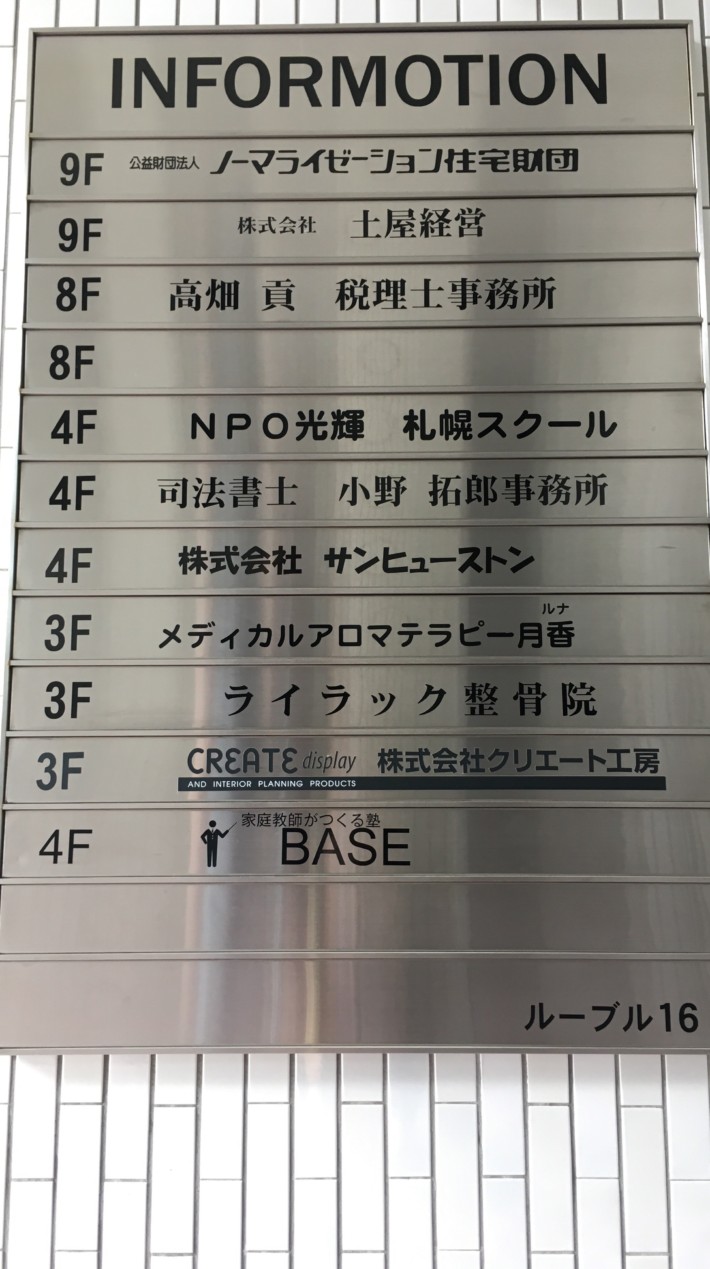 INFORMOTION
9F 公益財団法人 ノーマライゼーション住宅財団
9F 株式会社 土屋経営
8F 高畑 貢 税理士事務所
8F
4F NPO光輝 札幌スクール
4F 司法書士 小野 拓郎事務所
4F 株式会社 サンヒューストン
ルナ
3F メディカルアロマテラピー月香
3F ライラック整骨院
3F CREATE display 株式会社クリエート工房
AND INTERIOR PLANNING PRODUCTS
家庭教師がつくる塾
4F BASE
ルーブル16